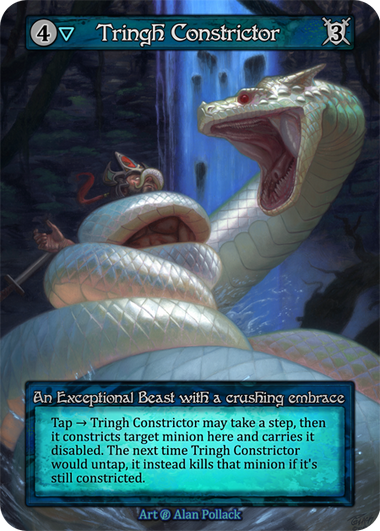 4 Tringh Constrictor 3
An Exceptional Beast with a crushing embrace
Tap → Tringh Constrictor may take a step, then
it constricts target minion here and carries it
disabled. The next time Tringh Constrictor
would untap, it instead kills that minion if it's
still constricted.
Art @ Alan Pollack